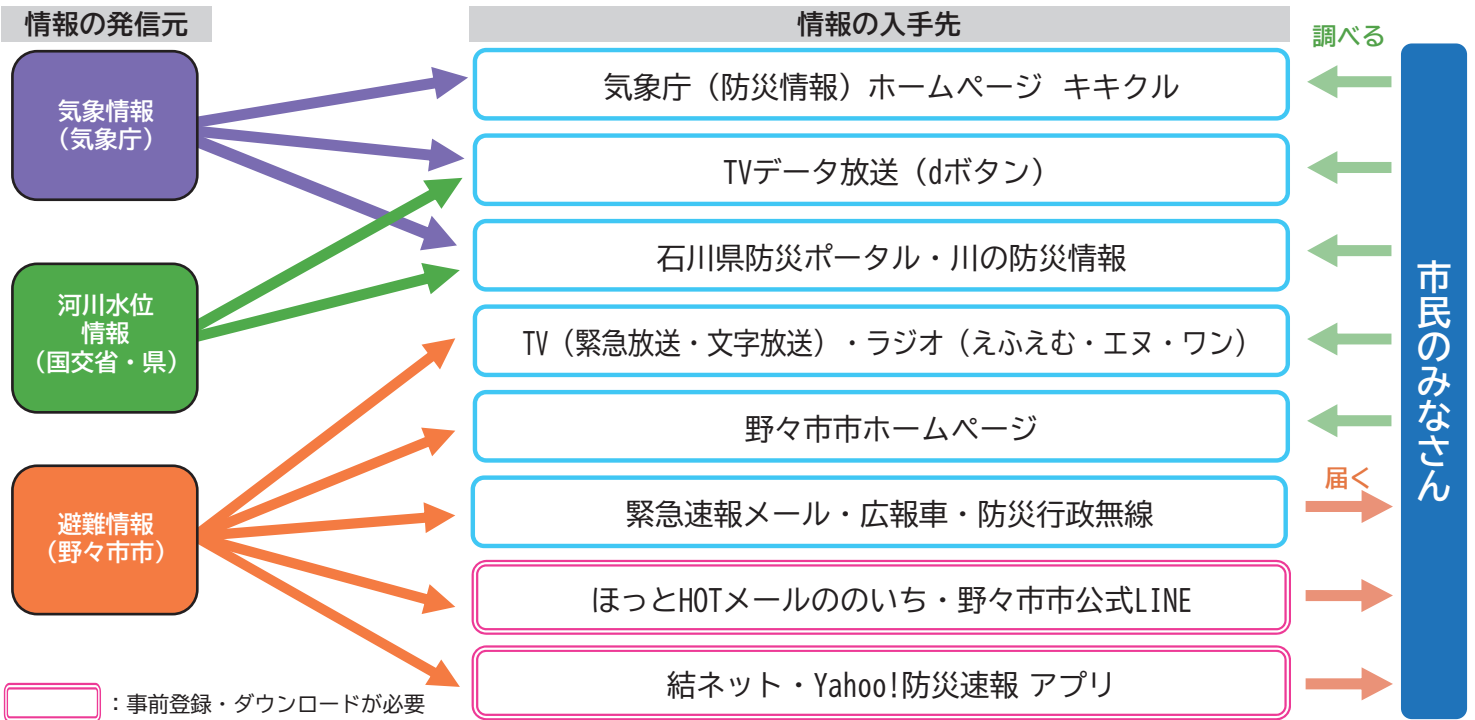 情報の発信元
情報の入手先
調べる
気象情報
（気象庁）
河川水位
情報
（国交省・県）
避難情報
（野々市市）
気象庁（防災情報）ホームページ キキクル
TVデータ放送（dボタン）
石川県防災ポータル・川の防災情報
TV（緊急放送・文字放送）・ラジオ（えふえむ・エヌ・ワン）
野々市市ホームページ
緊急速報メール・広報車・防災行政無線
ほっとHOTメールののいち・野々市市公式LINE
結ネット・Yahoo!防災速報 アプリ
届く
市民のみなさん
：事前登録・ダウンロードが必要